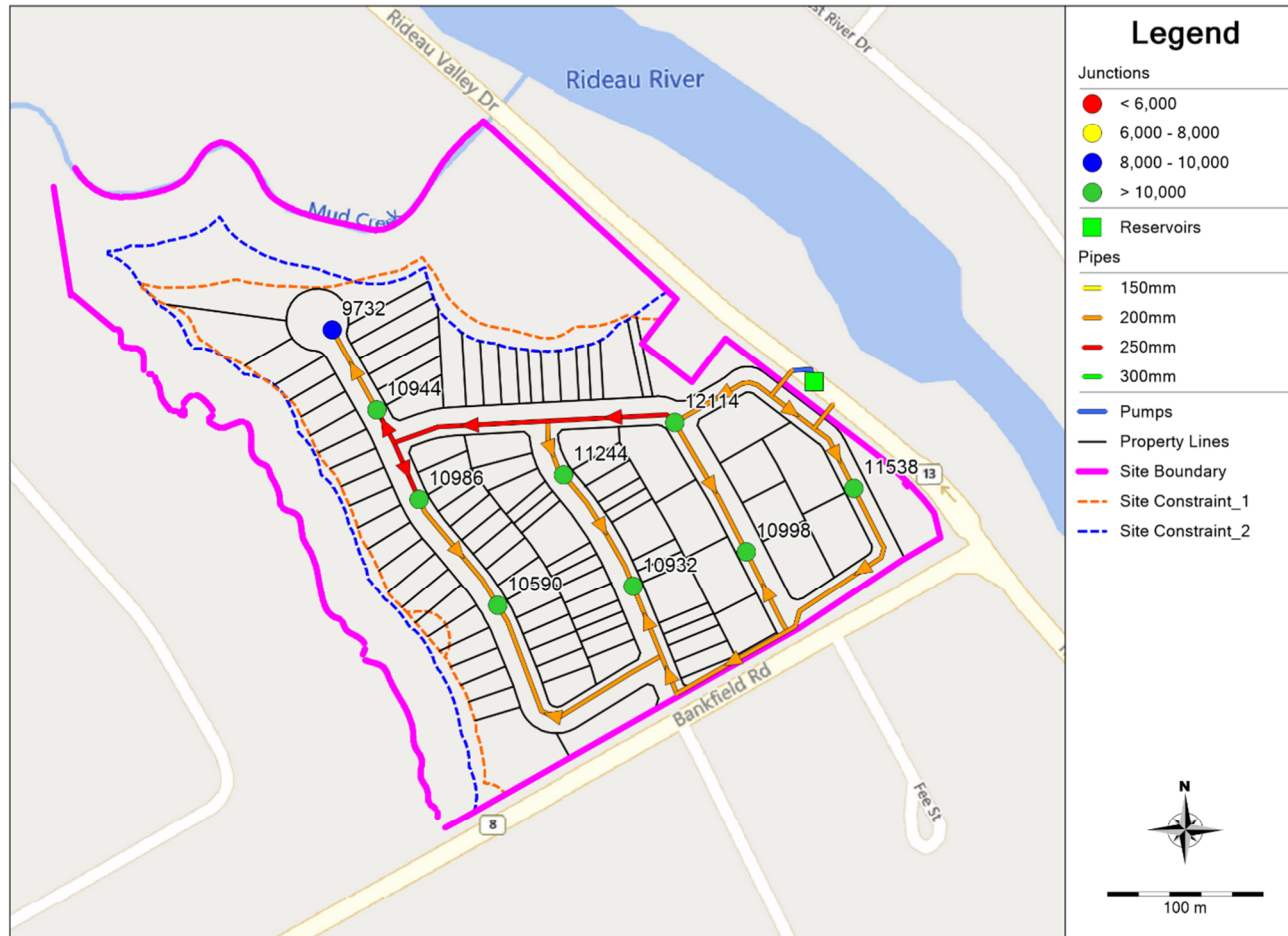 Rideau Valley Dr
st River Dr
Rideau River
Mud Cree
9732
10944
12114
11244
11538
13
10986
10998
10932
10590
Bankfield Rd
Fee St
8
Legend
Junctions
< 6,000
6,000 - 8,000
8,000 - 10,000
> 10,000
Reservoirs
Pipes
150mm
200mm
250mm
300mm
Pumps
Property Lines
Site Boundary
Site Constraint_1
Site Constraint_2
N
100 m